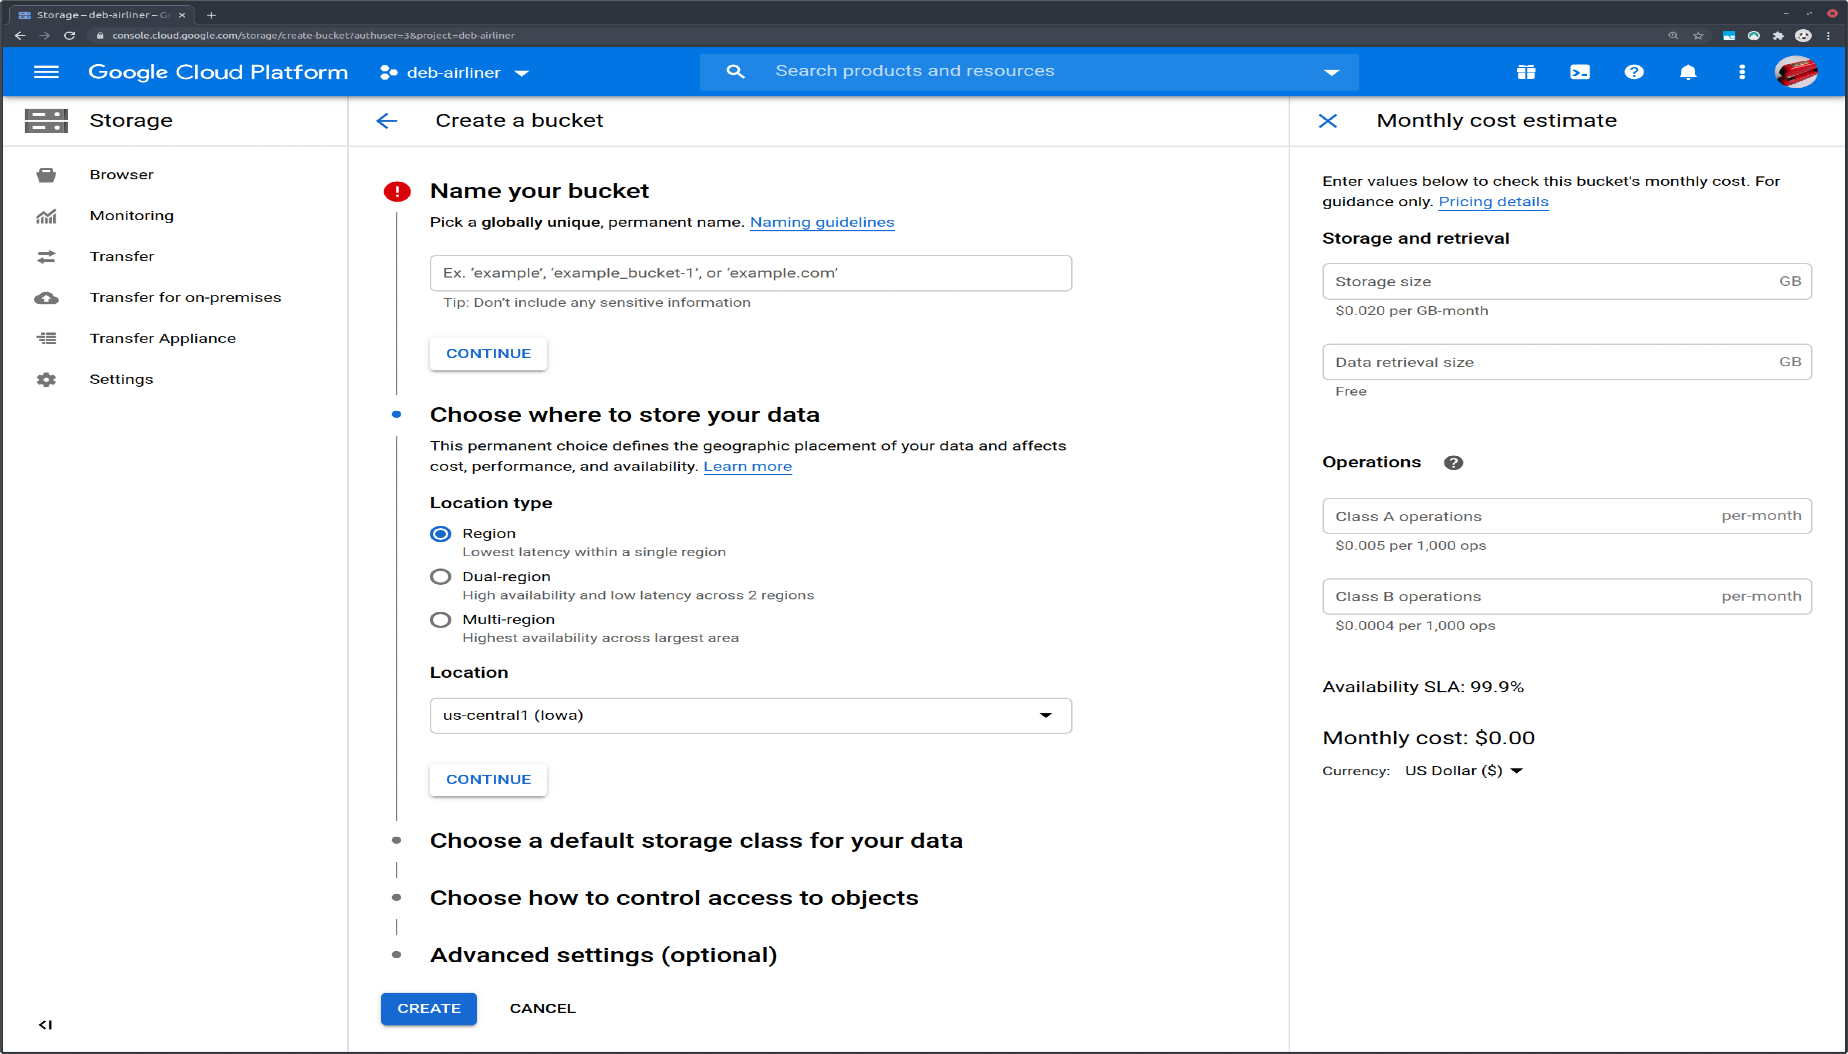 Storage – deb-airliner – Go
console.cloud.google.com/storage/create-bucket?authuser=3&project=deb-airliner
Google Cloud Platform
deb-airliner
Search products and resources
Storage
Browser
Monitoring
Transfer
Transfer for on-premises
Transfer Appliance
Settings
Create a bucket
Name your bucket
Pick a globally unique, permanent name. Naming guidelines
Ex. ‘example’, ‘example_bucket-1’, or ‘example.com’
Tip: Don’t include any sensitive information
CONTINUE
Choose where to store your data
This permanent choice defines the geographic placement of your data and affects
cost, performance, and availability. Learn more
Location type
Region
Lowest latency within a single region
Dual-region
High availability and low latency across 2 regions
Multi-region
Highest availability across largest area
Location
us-central1 (Iowa)
CONTINUE
Choose a default storage class for your data
Choose how to control access to objects
Advanced settings (optional)
CREATE
CANCEL
Monthly cost estimate
Enter values below to check this bucket's monthly cost. For
guidance only. Pricing details
Storage and retrieval
Storage size GB
$0.020 per GB-month
Data retrieval size GB
Free
Operations
Class A operations per-month
$0.005 per 1,000 ops
Class B operations per-month
$0.0004 per 1,000 ops
Availability SLA: 99.9%
Monthly cost: $0.00
Currency: US Dollar ($)